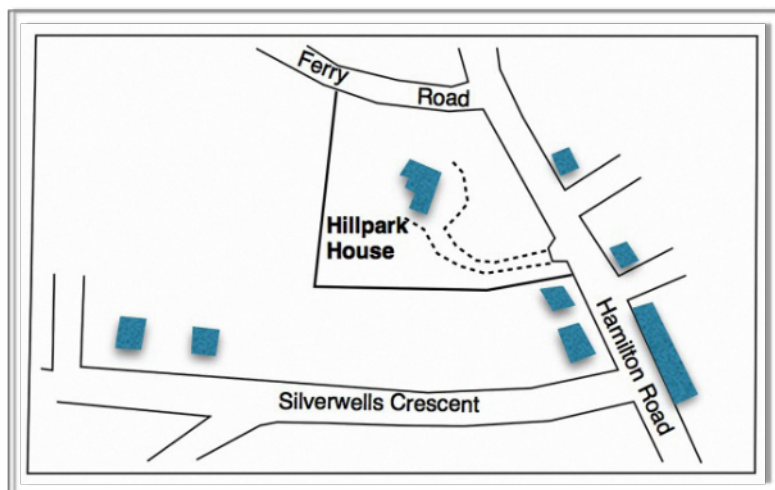 Ferry
Road
Hillpark
House
Hamilton Road
Silverwells Crescent